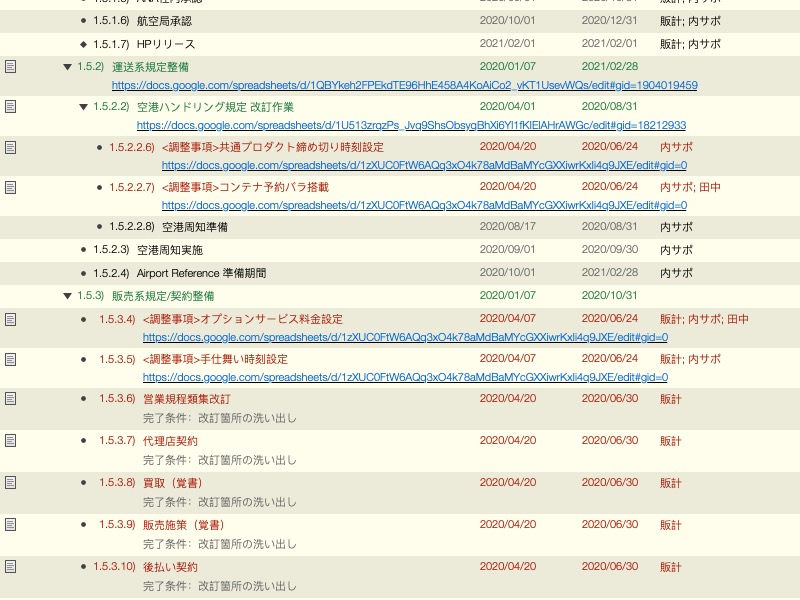 1.5.1.6) 航空局承認 2020/10/01 2020/12/31 販計; 内サポ
1.5.1.7) HPリリース 2021/02/01 2021/02/01 販計; 内サポ
1.5.2) 運送系規定整備 2020/01/07 2021/02/28
https://docs.google.com/spreadsheets/d/1QBYkeh2FPEkdTE96HhE458A4KoAiCo2_yKT1UsevWQs/edit#gid=1904019459
1.5.2.2) 空港ハンドリング規定 改訂作業 2020/04/01 2020/08/31
https://docs.google.com/spreadsheets/d/1U513zrqzPs_Jvg9ShsObsyqBhXi6Yl1fKIElAHrAWGc/edit#gid=18212933
1.5.2.2.6) <調整事項>共通プロダクト締め切り時刻設定 2020/04/20 2020/06/24 内サポ
https://docs.google.com/spreadsheets/d/1zXUC0FtW6AQq3xO4k78aMdBaMYcGXXiwrKxli4q9JXE/edit#gid=0
1.5.2.2.7) <調整事項>コンテナ予約バラ搭載 2020/04/20 2020/06/24 内サポ; 田中
https://docs.google.com/spreadsheets/d/1zXUC0FtW6AQq3xO4k78aMdBaMYcGXXiwrKxli4q9JXE/edit#gid=0
1.5.2.2.8) 空港周知準備 2020/08/17 2020/08/31 内サポ
1.5.2.3) 空港周知実施 2020/09/01 2020/09/30 内サポ
1.5.2.4) Airport Reference 準備期間 2020/10/01 2021/02/28 内サポ
1.5.3) 販売系規定/契約整備 2020/01/07 2020/10/31
1.5.3.4) <調整事項>オプションサービス料金設定 2020/04/07 2020/06/24 販計; 内サポ; 田中
https://docs.google.com/spreadsheets/d/1zXUC0FtW6AQq3xO4k78aMdBaMYcGXXiwrKxli4q9JXE/edit#gid=0
1.5.3.5) <調整事項>手仕舞い時刻設定 2020/04/07 2020/06/24 販計; 内サポ
https://docs.google.com/spreadsheets/d/1zXUC0FtW6AQq3xO4k78aMdBaMYcGXXiwrKxli4q9JXE/edit#gid=0
1.5.3.6) 営業規程類集改訂 2020/04/20 2020/06/30 販計
完了条件: 改訂箇所の洗い出し
1.5.3.7) 代理店契約 2020/04/20 2020/06/30 販計
完了条件: 改訂箇所の洗い出し
1.5.3.8) 買取（覚書） 2020/04/20 2020/06/30 販計
完了条件: 改訂箇所の洗い出し
1.5.3.9) 販売施策（覚書） 2020/04/20 2020/06/30 販計
完了条件: 改訂箇所の洗い出し
1.5.3.10) 後払い契約 2020/04/20 2020/06/30 販計
完了条件: 改訂箇所の洗い出し